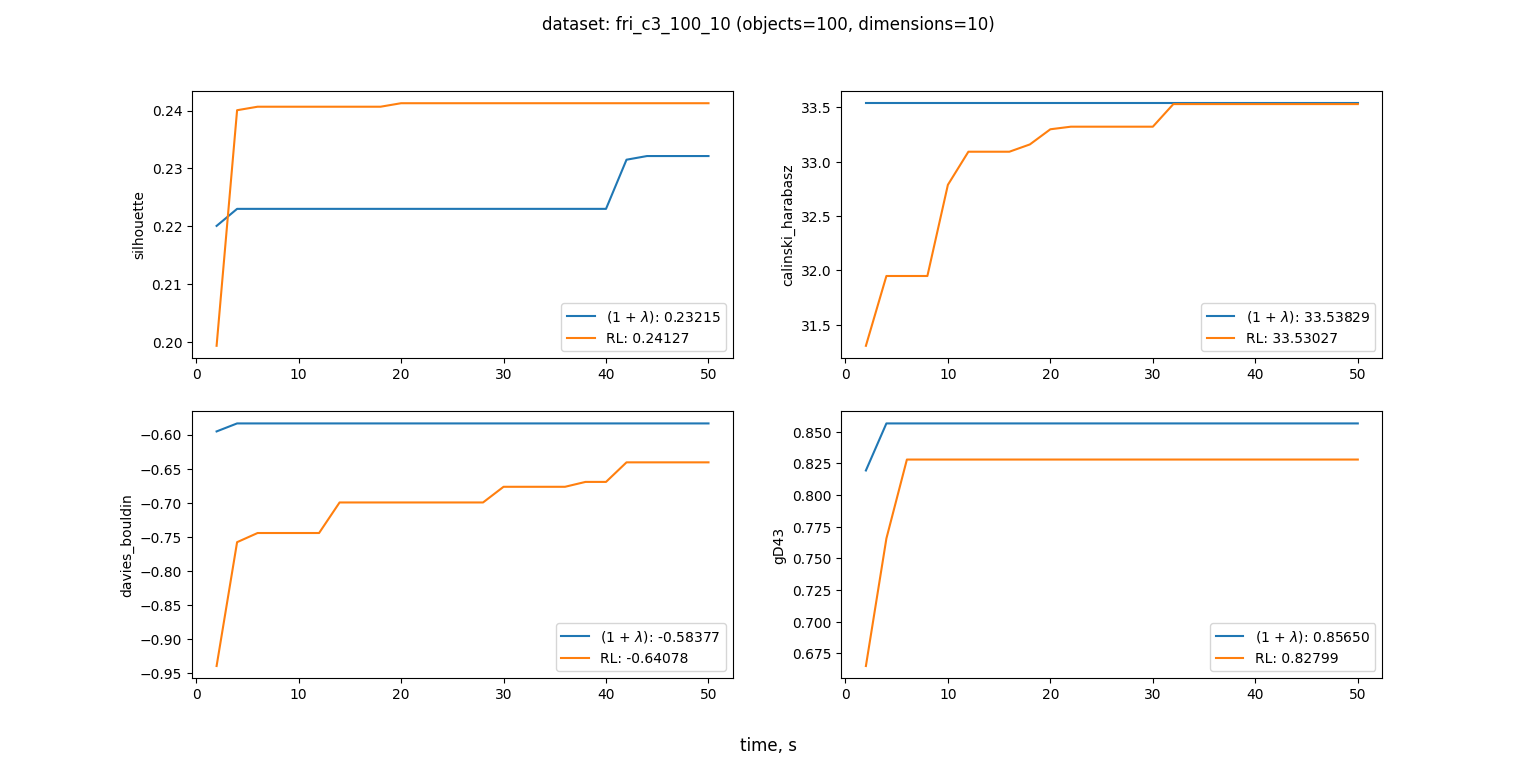 dataset: fri_c3_100_10 (objects=100, dimensions=10)
silhouette
0.24
0.23
0.22
0.21
0.20
0 10 20 30 40 50
(1 + λ): 0.23215
RL: 0.24127
calinski_harabasz
33.5
33.0
32.5
32.0
31.5
0 10 20 30 40 50
(1 + λ): 33.53829
RL: 33.53027
davies_bouldin
−0.60
−0.65
−0.70
−0.75
−0.80
−0.85
−0.90
−0.95
0 10 20 30 40 50
(1 + λ): -0.58377
RL: -0.64078
gD43
0.850
0.825
0.800
0.775
0.750
0.725
0.700
0.675
0 10 20 30 40 50
(1 + λ): 0.85650
RL: 0.82799
time, s